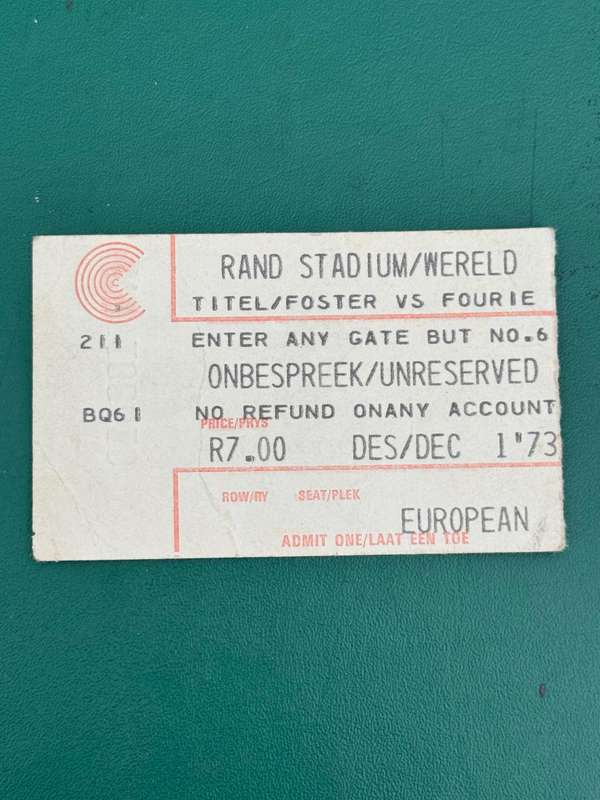 RAND STADIUM/WERELD
TITEL/FOSTER VS FOURIE
211 ENTER ANY GATE BUT NO.6
ONBESPREEK/UNRESERVED
BQ61 NO REFUND ONANY ACCOUNT
PRICE/PRYS
R7.00 DES/DEC 1"73
ROW/RY SEAT/PLEK
EUROPEAN
ADMIT ONE/LAAT EEN TOE